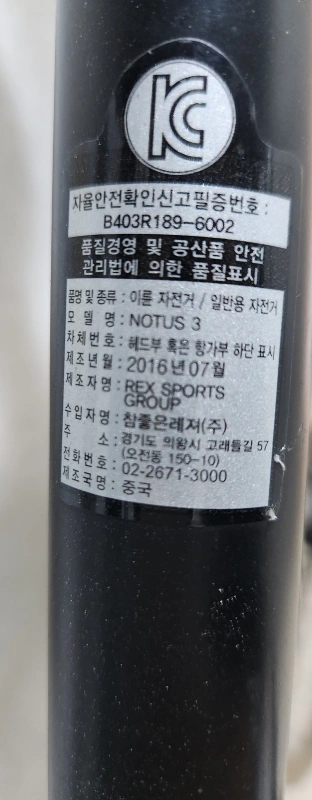 KC
자율안전확인신고필증번호 :
B403R189-6002
품질경영 및 공산품 안전
관리법에 의한 품질표시
품명 및 종류 : 이륜 자전거 / 일반용 자전거
모 델 명 : NOTUS 3
차체번호 : 헤드부 혹은 항가부 하단 표시
제조년월 : 2016년 07월
제조자명 : REX SPORTS
GROUP
수입자명 : 참좋은레져(주)
주 소 : 경기도 의왕시 고래들길 57
(오전동 150-10)
전화번호 : 02-2671-3000
제조국명 : 중국